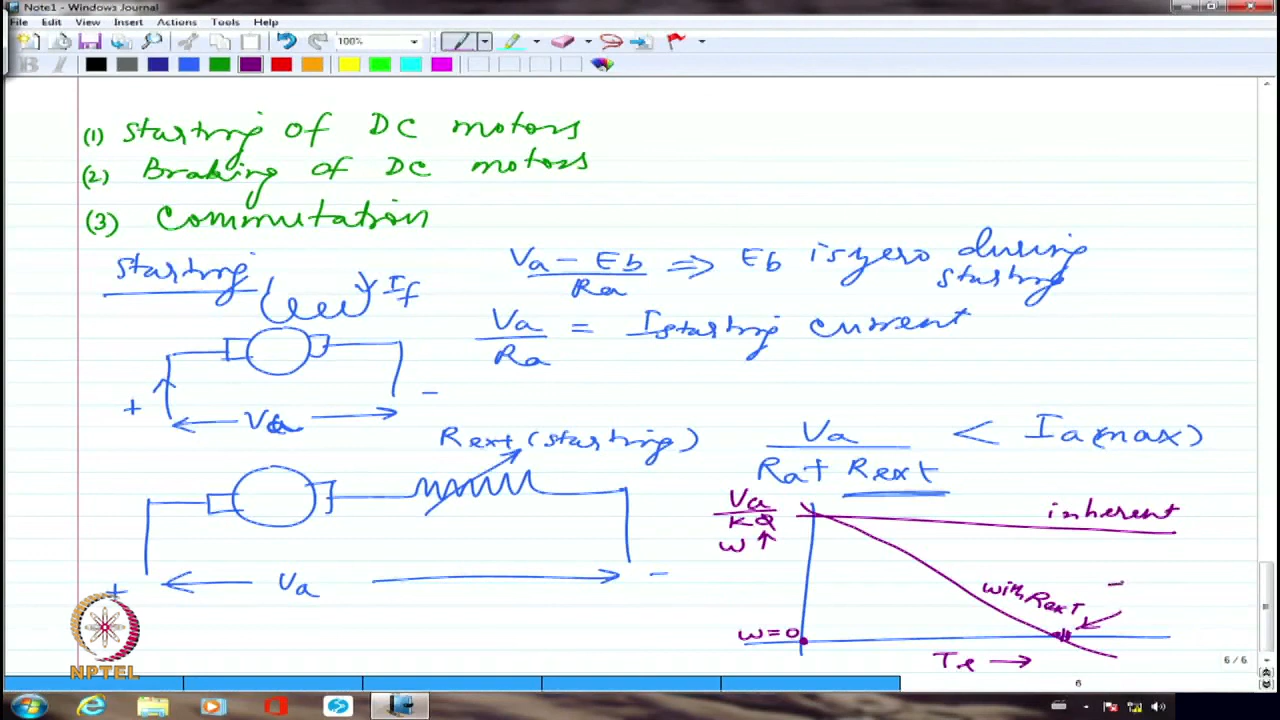 Note1 - Windows Journal
File Edit View Insert Actions Tools Help
100%
B I
(1) Starting of DC motors
(2) Braking of DC motors
(3) Commutation
Starting
If
Va - Eb / Ra ⇒ Eb is zero during starting
Va / Ra = Istarting current
+ Va -
Rext (starting)
Va / Ra + Rext < Ia(max)
+ Va -
Va / KΦ
ω ↑
inherent
with Rext
ω=0
Te →
NPTEL
6 / 6
6